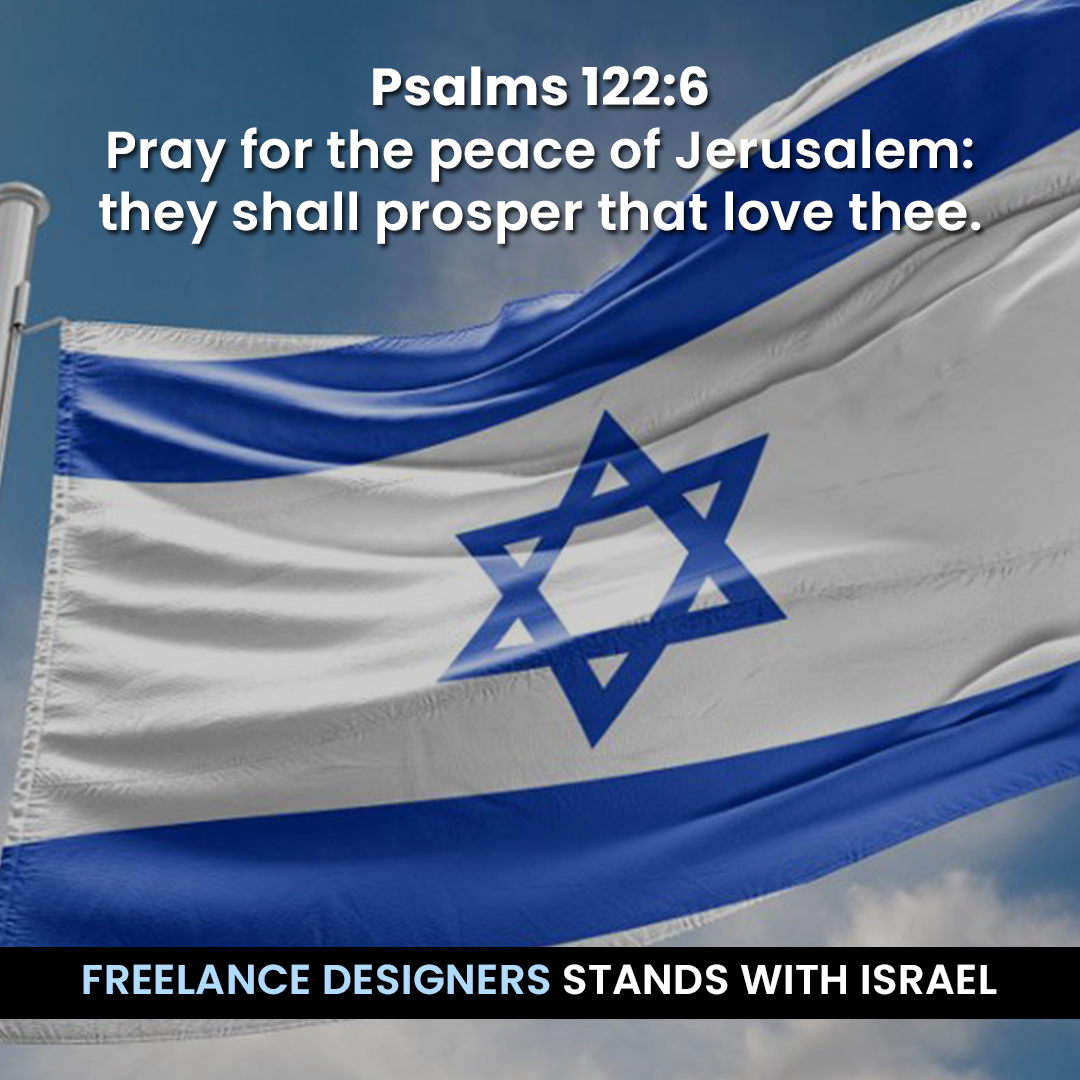 Psalms 122:6
Pray for the peace of Jerusalem:
they shall prosper that love thee.
FREELANCE DESIGNERS STANDS WITH ISRAEL